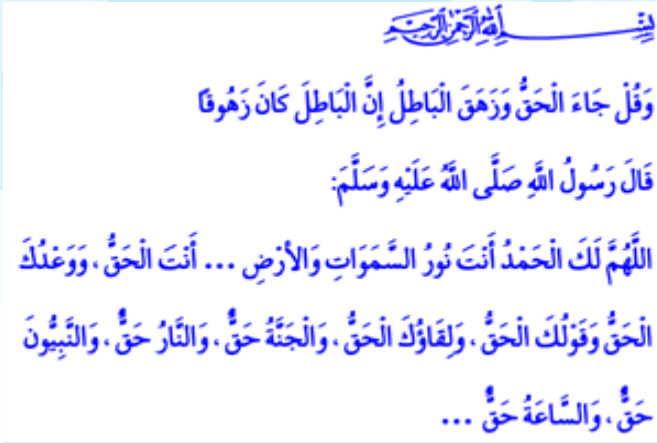 بِسْمِ اللَّهِ الرَّحْمَنِ الرَّحِيمِ
وَقُلْ جَاءَ الْحَقُّ وَزَهَقَ الْبَاطِلُ إِنَّ الْبَاطِلَ كَانَ زَهُوقًا
قَالَ رَسُولُ اللَّهِ صَلَّى اللَّهُ عَلَيْهِ وَسَلَّمَ:
اللَّهُمَّ لَكَ الْحَمْدُ أَنْتَ نُورُ السَّمَوَاتِ وَالأَرْضِ ... أَنْتَ الْحَقُّ، وَوَعْدُكَ
الْحَقُّ وَقَوْلُكَ الْحَقُّ، وَلِقَاؤُكَ الْحَقُّ، وَالْجَنَّةُ حَقٌّ، وَالنَّارُ حَقٌّ، وَالنَّبِيُّونَ
حَقٌّ، وَالسَّاعَةُ حَقٌّ ...